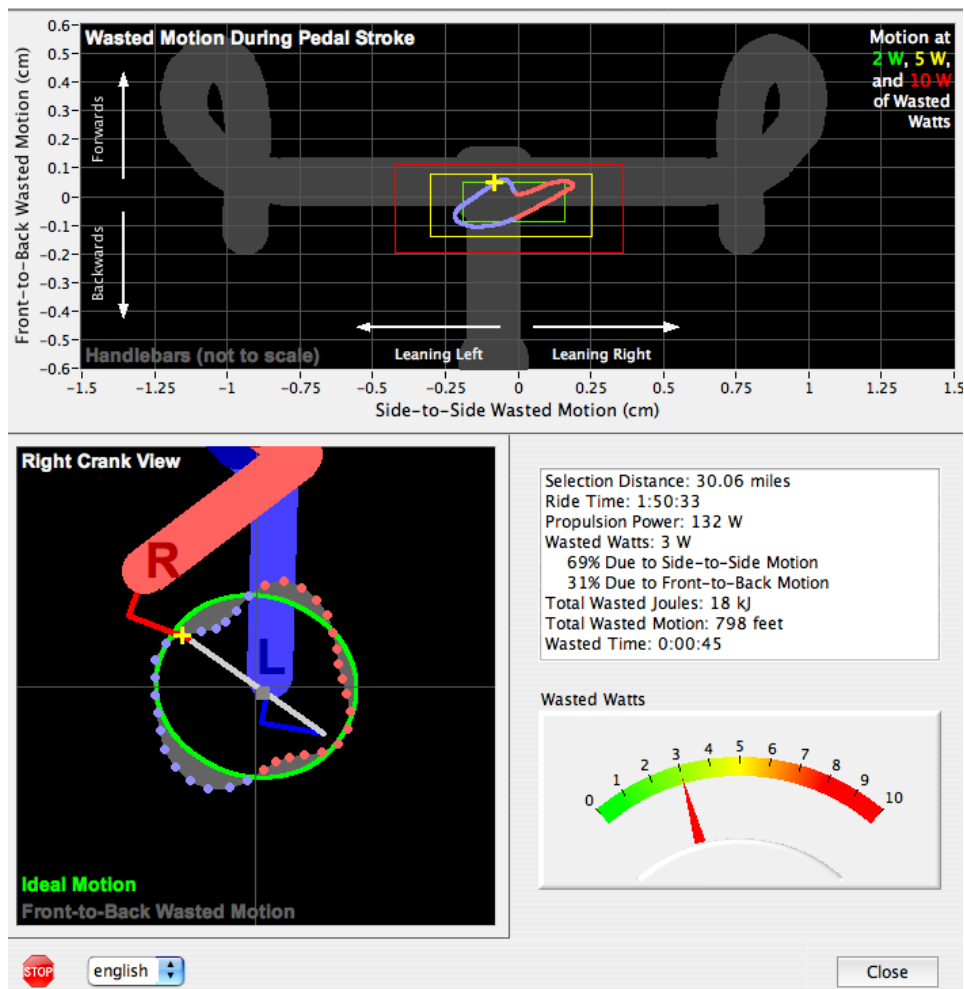 Wasted Motion During Pedal Stroke
Motion at
2 W, 5 W,
and 10 W
of Wasted
Watts
Front-to-Back Wasted Motion (cm)
0.6
0.5
0.4
0.3
0.2
0.1
0
-0.1
-0.2
-0.3
-0.4
-0.5
-0.6
Forwards
Backwards
Handlebars (not to scale)
Leaning Left
Leaning Right
-1.5
-1.25
-1
-0.75
-0.5
-0.25
0
0.25
0.5
0.75
1
1.25
1.5
Side-to-Side Wasted Motion (cm)
Right Crank View
R
L
Ideal Motion
Front-to-Back Wasted Motion
Selection Distance: 30.06 miles
Ride Time: 1:50:33
Propulsion Power: 132 W
Wasted Watts: 3 W
69% Due to Side-to-Side Motion
31% Due to Front-to-Back Motion
Total Wasted Joules: 18 kJ
Total Wasted Motion: 798 feet
Wasted Time: 0:00:45
Wasted Watts
0
1
2
3
4
5
6
7
8
9
10
STOP
english
Close